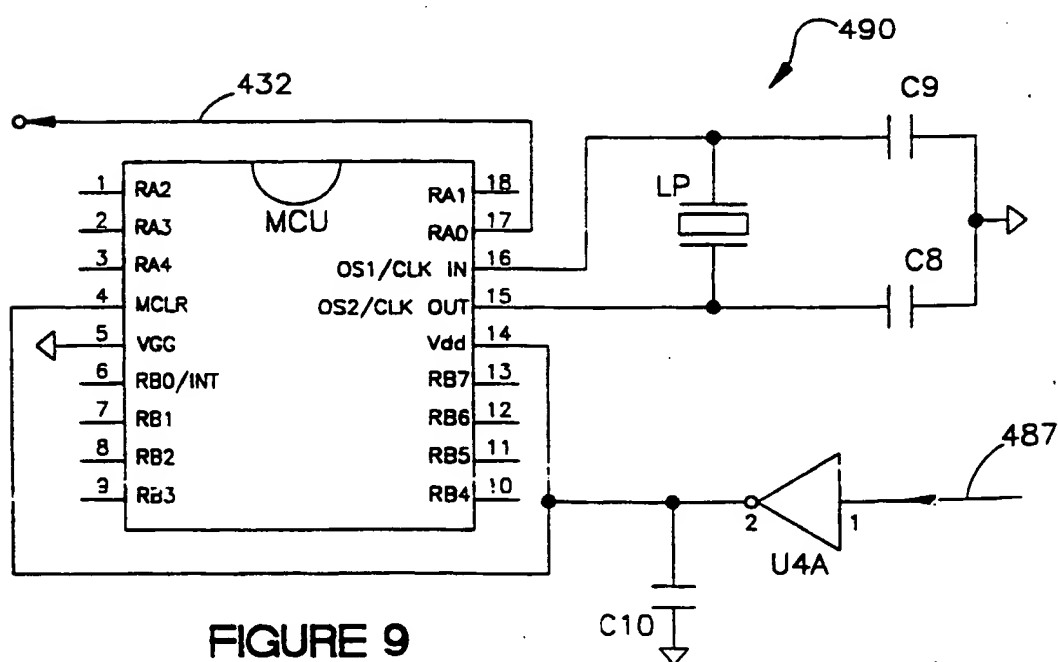 490
432
C9
1 RA2 RA1 18
LP
MCU
2 RA3 RA0 17
3 RA4 OS1/CLK IN 16
C8
4 MCLR OS2/CLK OUT 15
5 VGG Vdd 14
6 RB0/INT RB7 13
7 RB1 RB6 12
487
8 RB2 RB5 11
9 RB3 RB4 10
2 1
U4A
C10
FIGURE 9